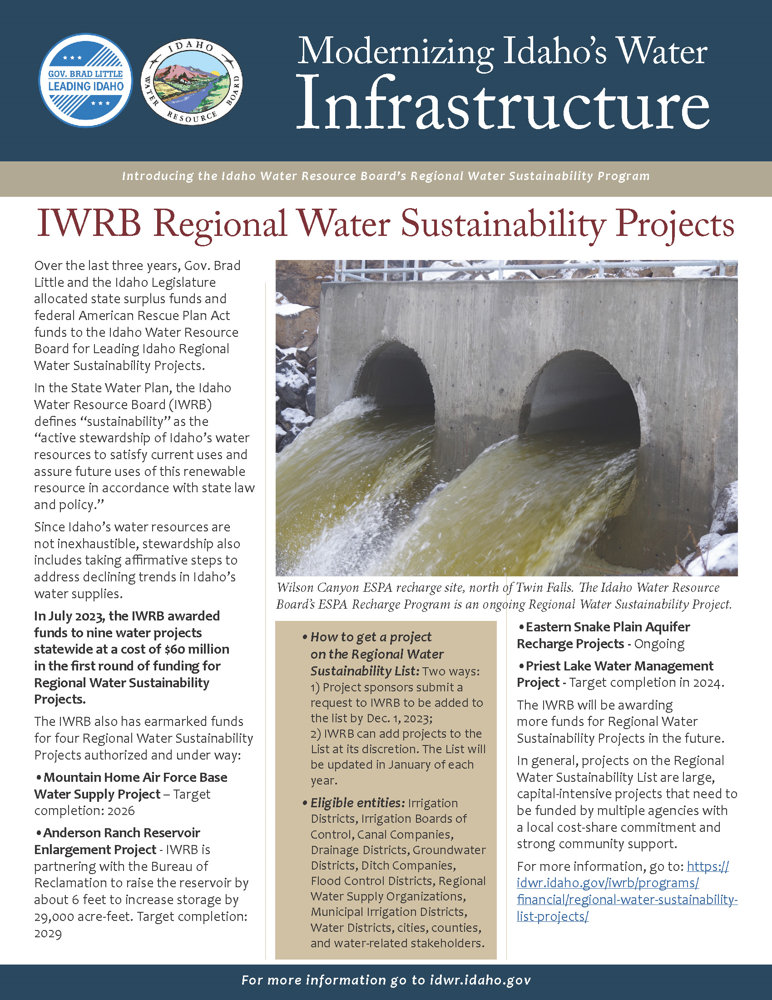 GOV. BRAD LITTLE
LEADING IDAHO
IDAHO
WATER RESOURCE BOARD
Modernizing Idaho’s Water
Infrastructure
Introducing the Idaho Water Resource Board’s Regional Water Sustainability Program
IWRB Regional Water Sustainability Projects
Over the last three years, Gov. Brad
Little and the Idaho Legislature
allocated state surplus funds and
federal American Rescue Plan Act
funds to the Idaho Water Resource
Board for Leading Idaho Regional
Water Sustainability Projects.
In the State Water Plan, the Idaho
Water Resource Board (IWRB)
defines “sustainability” as the
“active stewardship of Idaho’s water
resources to satisfy current uses and
assure future uses of this renewable
resource in accordance with state law
and policy.”
Since Idaho’s water resources are
not inexhaustible, stewardship also
includes taking affirmative steps to
address declining trends in Idaho’s
water supplies.
In July 2023, the IWRB awarded
funds to nine water projects
statewide at a cost of $60 million
in the first round of funding for
Regional Water Sustainability
Projects.
The IWRB also has earmarked funds
for four Regional Water Sustainability
Projects authorized and under way:
•Mountain Home Air Force Base
Water Supply Project – Target
completion: 2026
•Anderson Ranch Reservoir
Enlargement Project - IWRB is
partnering with the Bureau of
Reclamation to raise the reservoir by
about 6 feet to increase storage by
29,000 acre-feet. Target completion:
2029
Wilson Canyon ESPA recharge site, north of Twin Falls. The Idaho Water Resource
Board’s ESPA Recharge Program is an ongoing Regional Water Sustainability Project.
• How to get a project
on the Regional Water
Sustainability List: Two ways:
1) Project sponsors submit a
request to IWRB to be added to
the list by Dec. 1, 2023;
2) IWRB can add projects to the
List at its discretion. The List will
be updated in January of each
year.
• Eligible entities: Irrigation
Districts, Irrigation Boards of
Control, Canal Companies,
Drainage Districts, Groundwater
Districts, Ditch Companies,
Flood Control Districts, Regional
Water Supply Organizations,
Municipal Irrigation Districts,
Water Districts, cities, counties,
and water-related stakeholders.
•Eastern Snake Plain Aquifer
Recharge Projects - Ongoing
•Priest Lake Water Management
Project - Target completion in 2024.
The IWRB will be awarding
more funds for Regional Water
Sustainability Projects in the future.
In general, projects on the Regional
Water Sustainability List are large,
capital-intensive projects that need to
be funded by multiple agencies with
a local cost-share commitment and
strong community support.
For more information, go to: https://
idwr.idaho.gov/iwrb/programs/
financial/regional-water-sustainability-
list-projects/
For more information go to idwr.idaho.gov